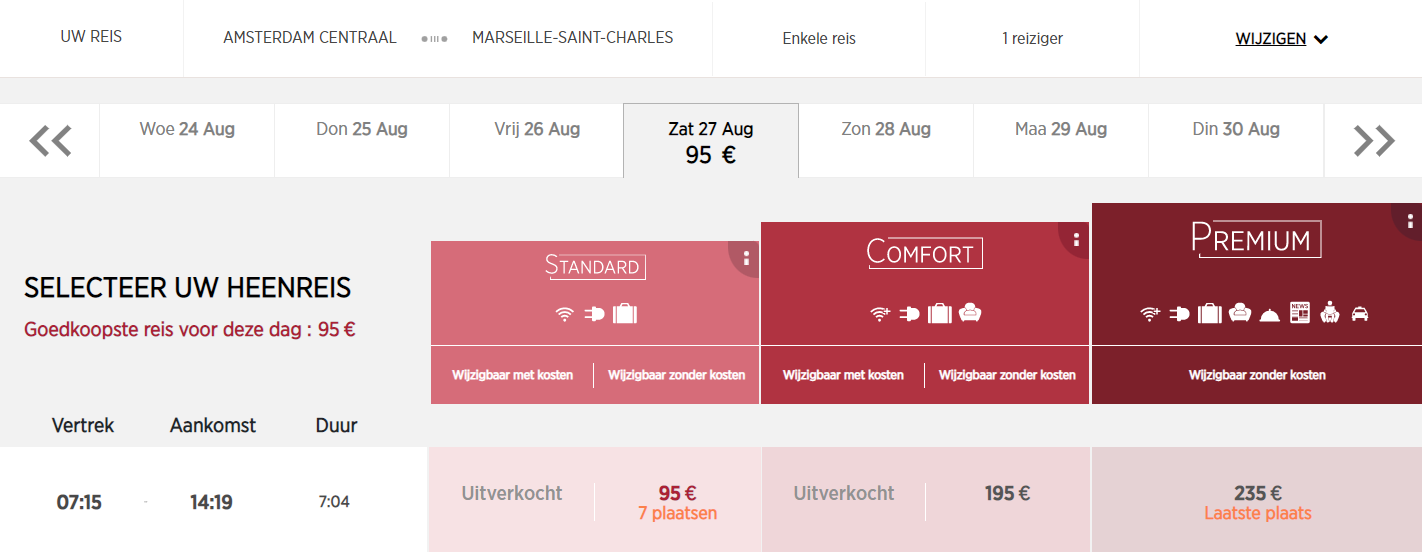 UW REIS
AMSTERDAM CENTRAAL
MARSEILLE-SAINT-CHARLES
Enkele reis
1 reiziger
WIJZIGEN
Woe 24 Aug
Don 25 Aug
Vrij 26 Aug
Zat 27 Aug
95 €
Zon 28 Aug
Maa 29 Aug
Din 30 Aug
SELECTEER UW HEENREIS
Goedkoopste reis voor deze dag : 95 €
STANDARD
i
Wijzigbaar met kosten
Wijzigbaar zonder kosten
COMFORT
i
Wijzigbaar met kosten
Wijzigbaar zonder kosten
PREMIUM
i
NEWS
Wijzigbaar zonder kosten
Vertrek
Aankomst
Duur
07:15 - 14:19
7:04
Uitverkocht
95 €
7 plaatsen
Uitverkocht
195 €
235 €
Laatste plaats